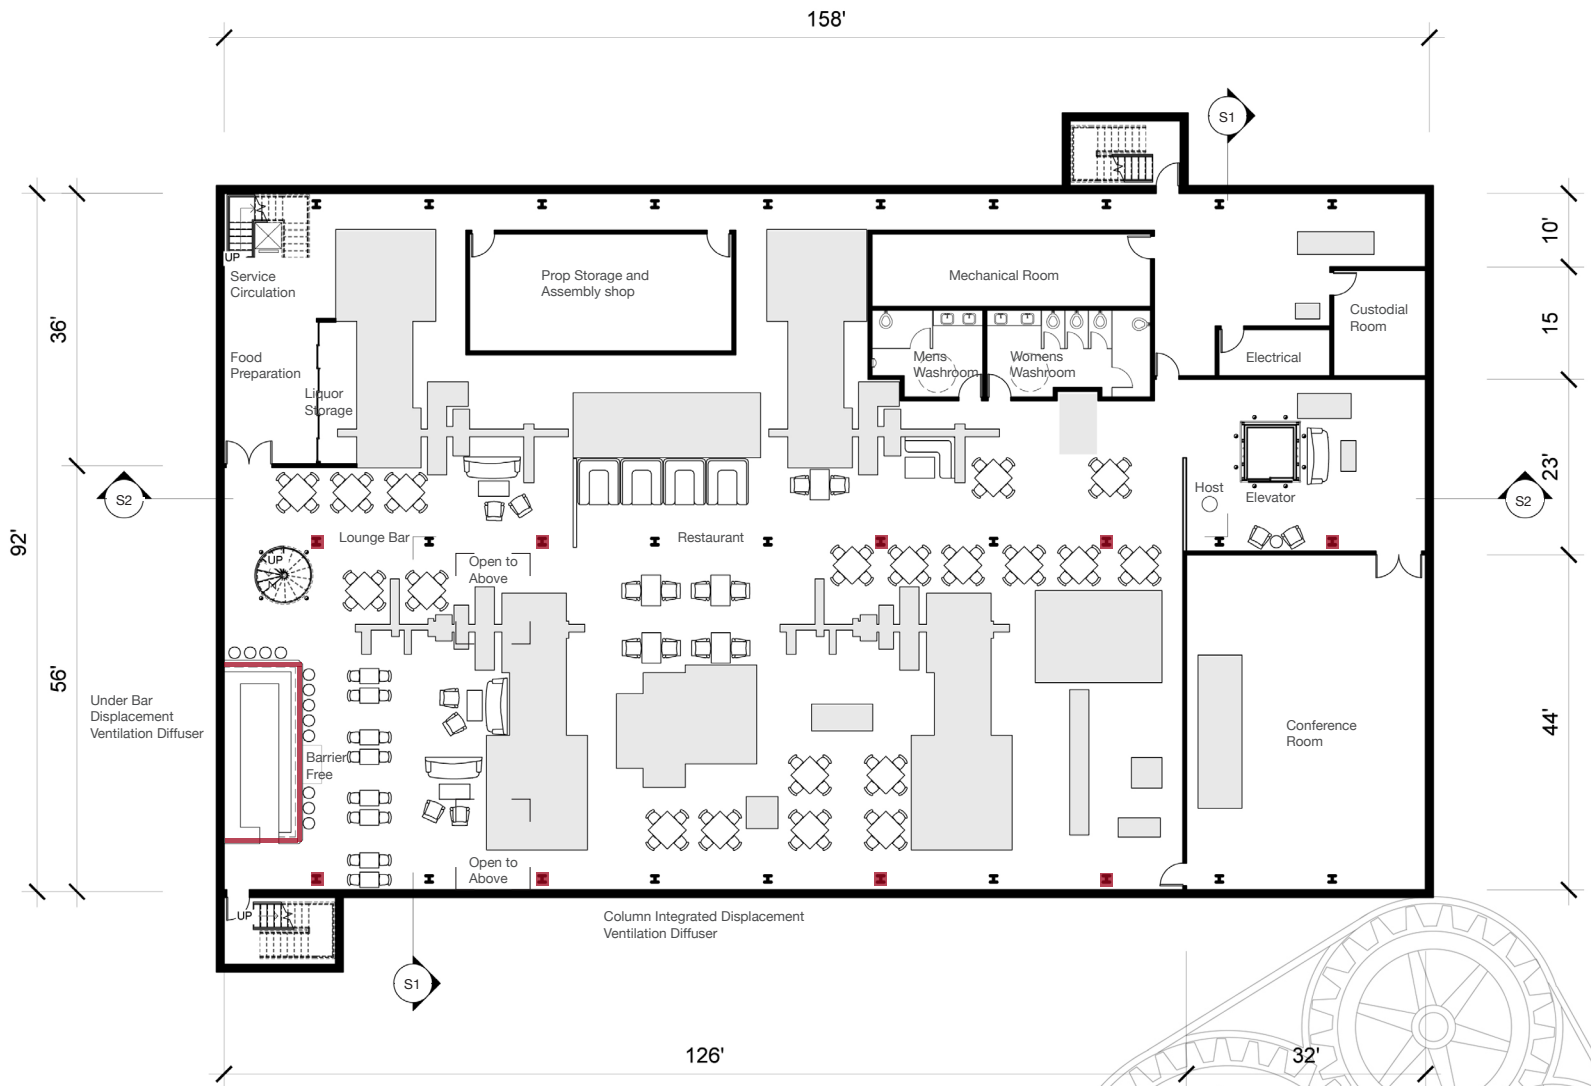 158'
S1
10'
UP
Service
Circulation
Prop Storage and
Assembly shop
Mechanical Room
Custodial
Room
15
36'
Food
Preparation
Liquor
Storage
Mens
Washroom
Womens
Washroom
Electrical
23'
S2
Host
Elevator
S2
92'
Lounge Bar
Restaurant
UP
Open to
Above
56'
Under Bar
Displacement
Ventilation Diffuser
Barrier
Free
Conference
Room
44'
Open to
Above
UP
Column Integrated Displacement
Ventilation Diffuser
S1
126'
32'